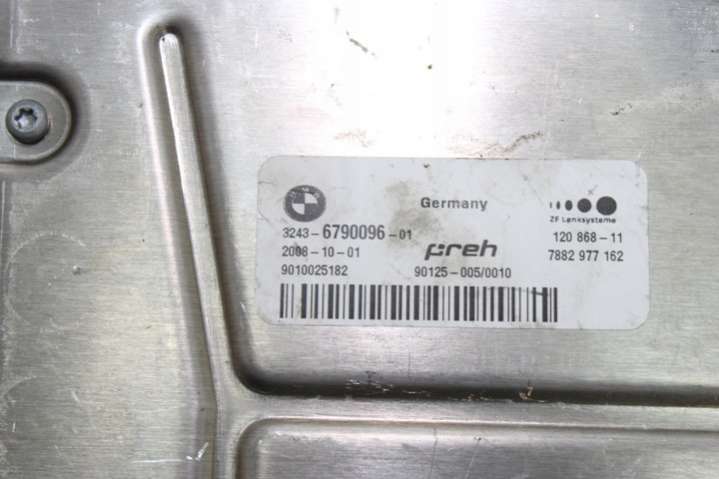 BMW
Germany
ZF Lenksysteme
3243-6790096-01
preh
120 868-11
2008-10-01
7882 977 162
9010025182
90125-005/0010